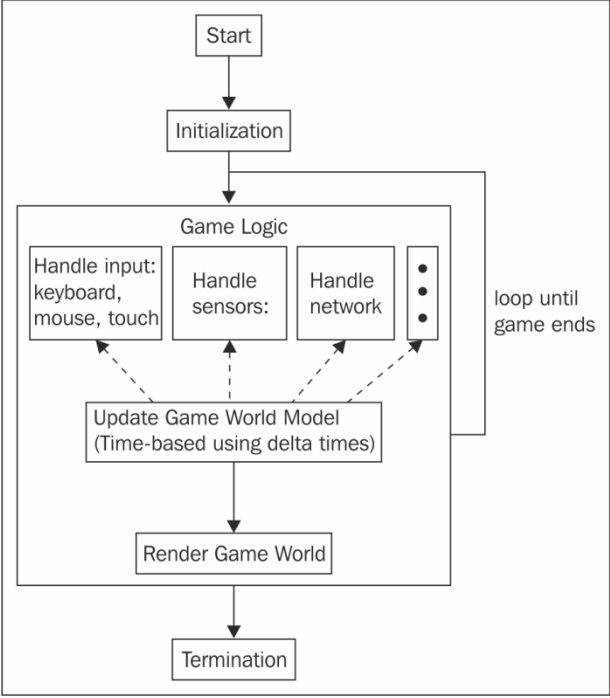 Start
Initialization
Game Logic
Handle input:
keyboard,
mouse, touch
Handle
sensors:
Handle
network
loop until
game ends
Update Game World Model
(Time-based using delta times)
Render Game World
Termination